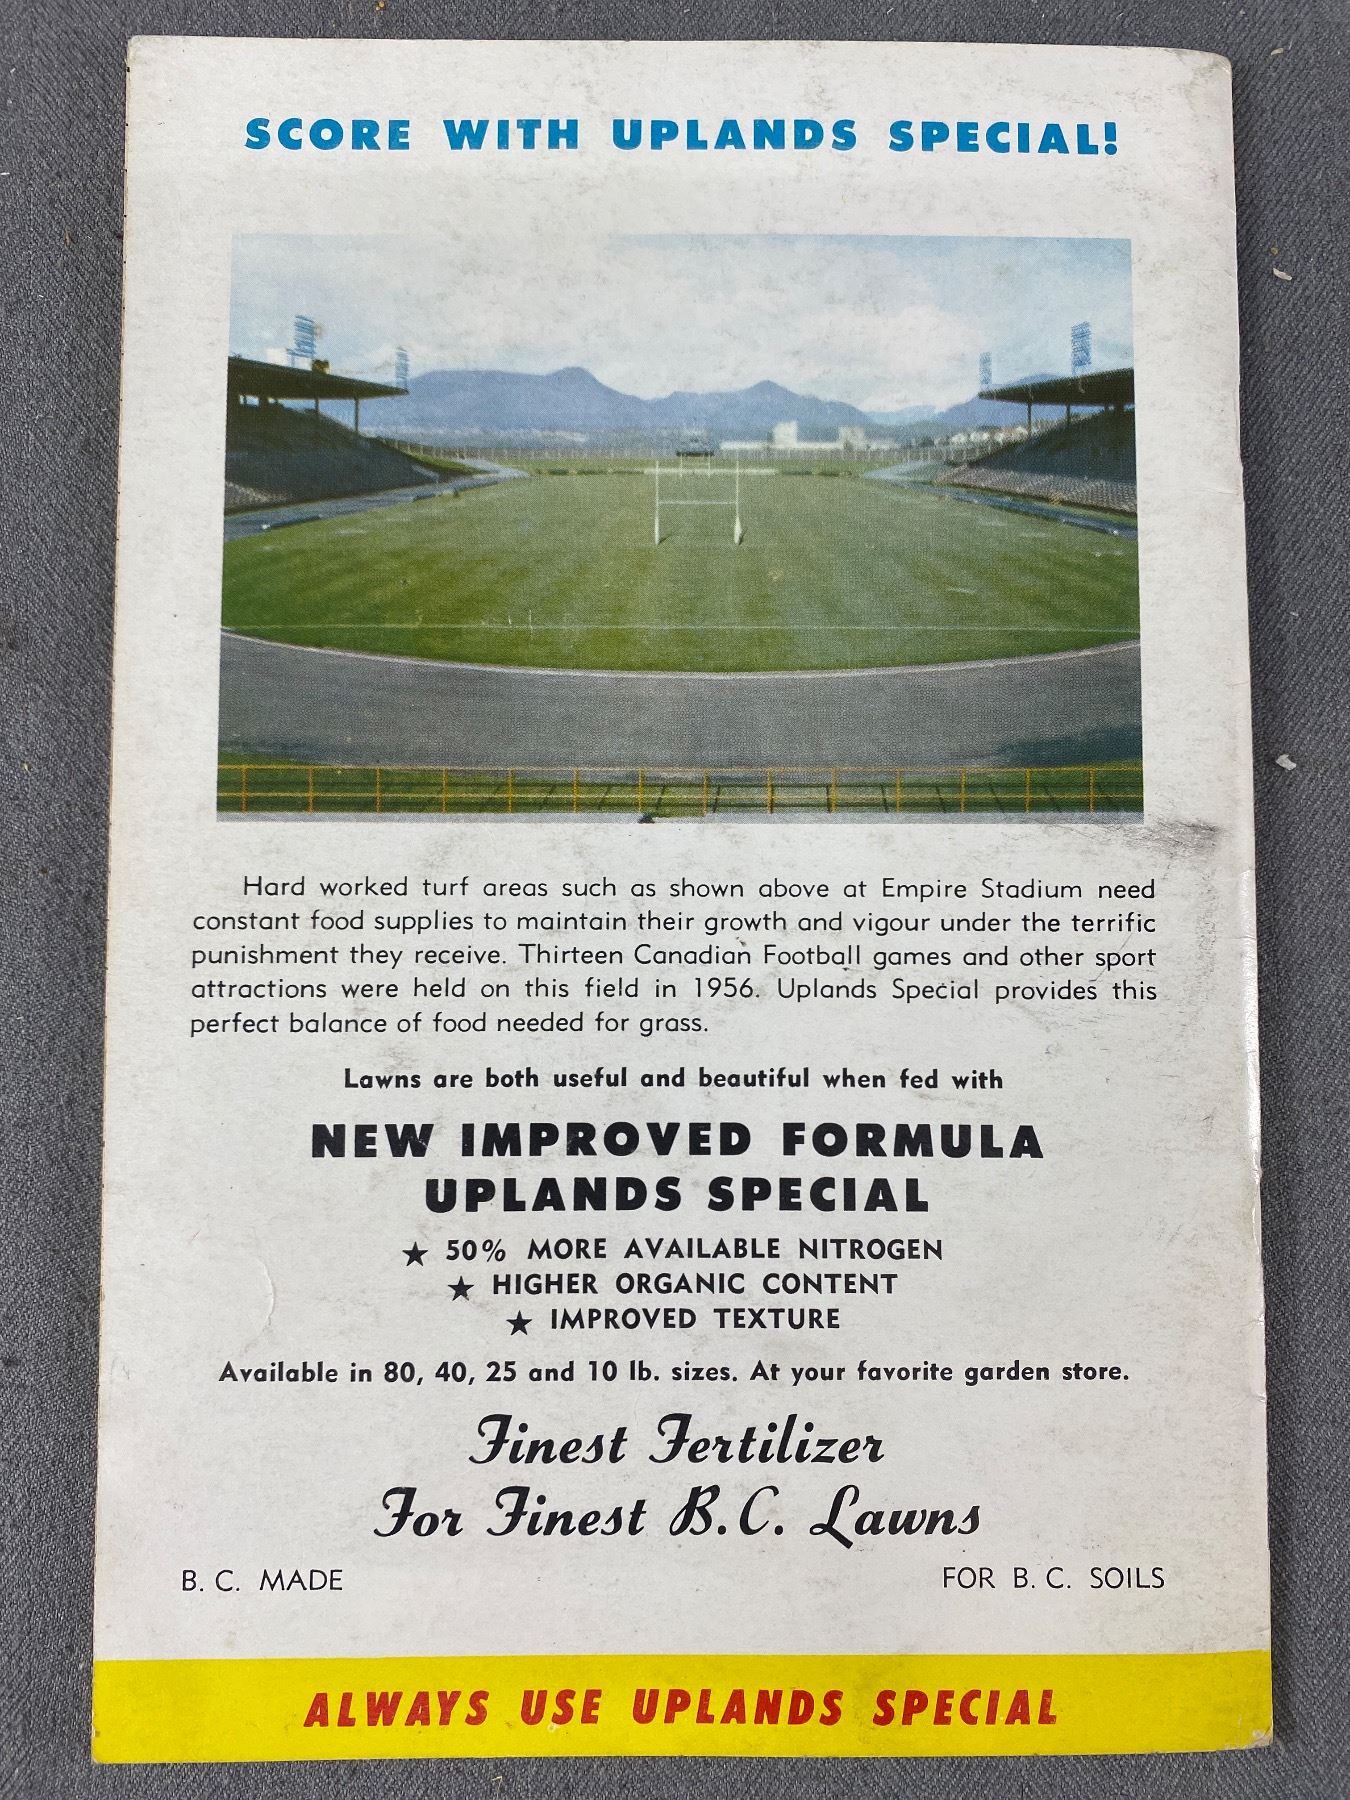 SCORE WITH UPLANDS SPECIAL!
Hard worked turf areas such as shown above at Empire Stadium need
constant food supplies to maintain their growth and vigour under the terrific
punishment they receive. Thirteen Canadian Football games and other sport
attractions were held on this field in 1956. Uplands Special provides this
perfect balance of food needed for grass.
Lawns are both useful and beautiful when fed with
NEW IMPROVED FORMULA
UPLANDS SPECIAL
★ 50% MORE AVAILABLE NITROGEN
★ HIGHER ORGANIC CONTENT
★ IMPROVED TEXTURE
Available in 80, 40, 25 and 10 lb. sizes. At your favorite garden store.
Finest Fertilizer
For Finest B.C. Lawns
B. C. MADE FOR B. C. SOILS
ALWAYS USE UPLANDS SPECIAL